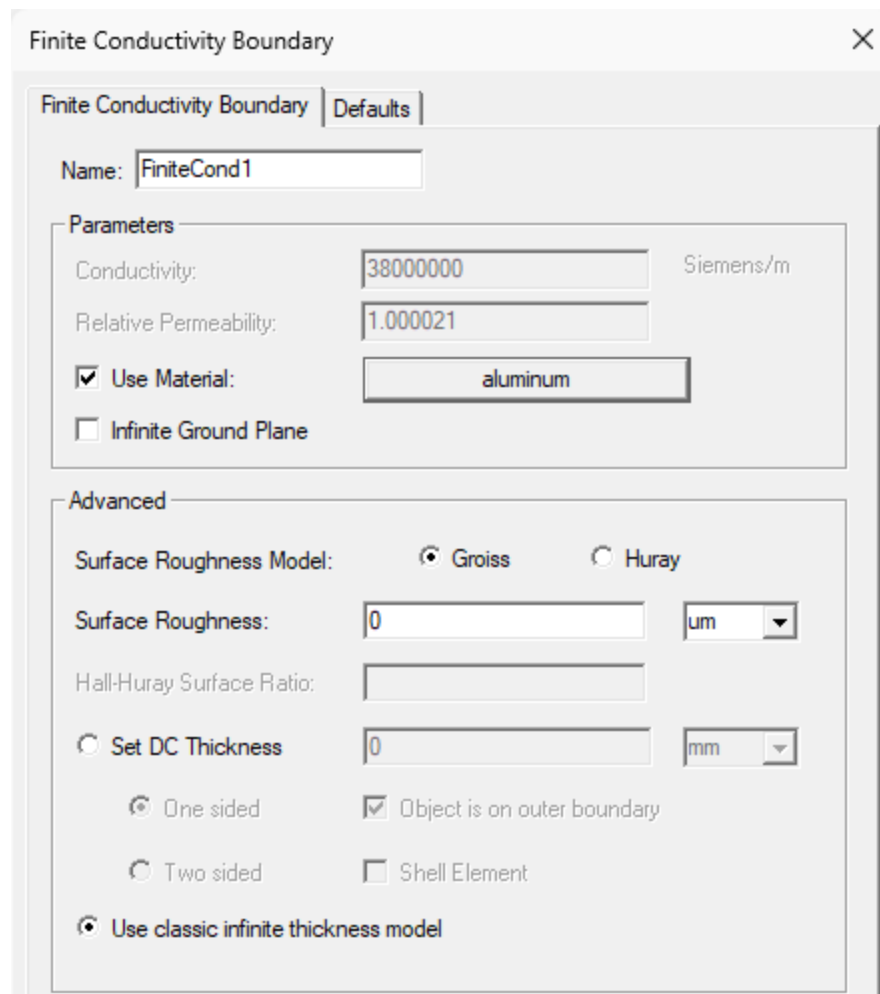 Finite Conductivity Boundary
Finite Conductivity Boundary Defaults
Name: FiniteCond1
Parameters
Conductivity: 38000000 Siemens/m
Relative Permeability: 1.000021
Use Material: aluminum
Infinite Ground Plane
Advanced
Surface Roughness Model: Groiss Huray
Surface Roughness: 0 um
Hall-Huray Surface Ratio:
Set DC Thickness 0 mm
One sided Object is on outer boundary
Two sided Shell Element
Use classic infinite thickness model